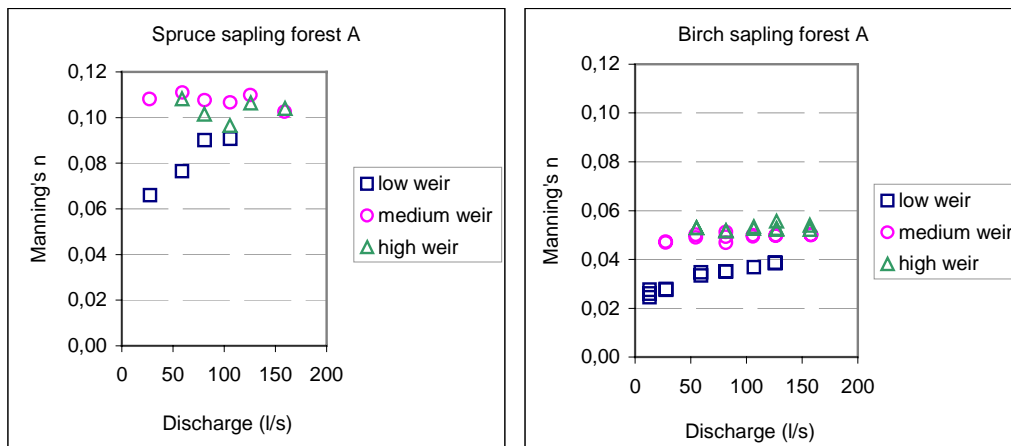 Spruce sapling forest A
0,12
0,10
0,08
0,06
0,04
0,02
0,00
Manning's n
0 50 100 150 200
Discharge (l/s)
low weir
medium weir
high weir
Birch sapling forest A
0,12
0,10
0,08
0,06
0,04
0,02
0,00
Manning's n
0 50 100 150 200
Discharge (l/s)
low weir
medium weir
high weir